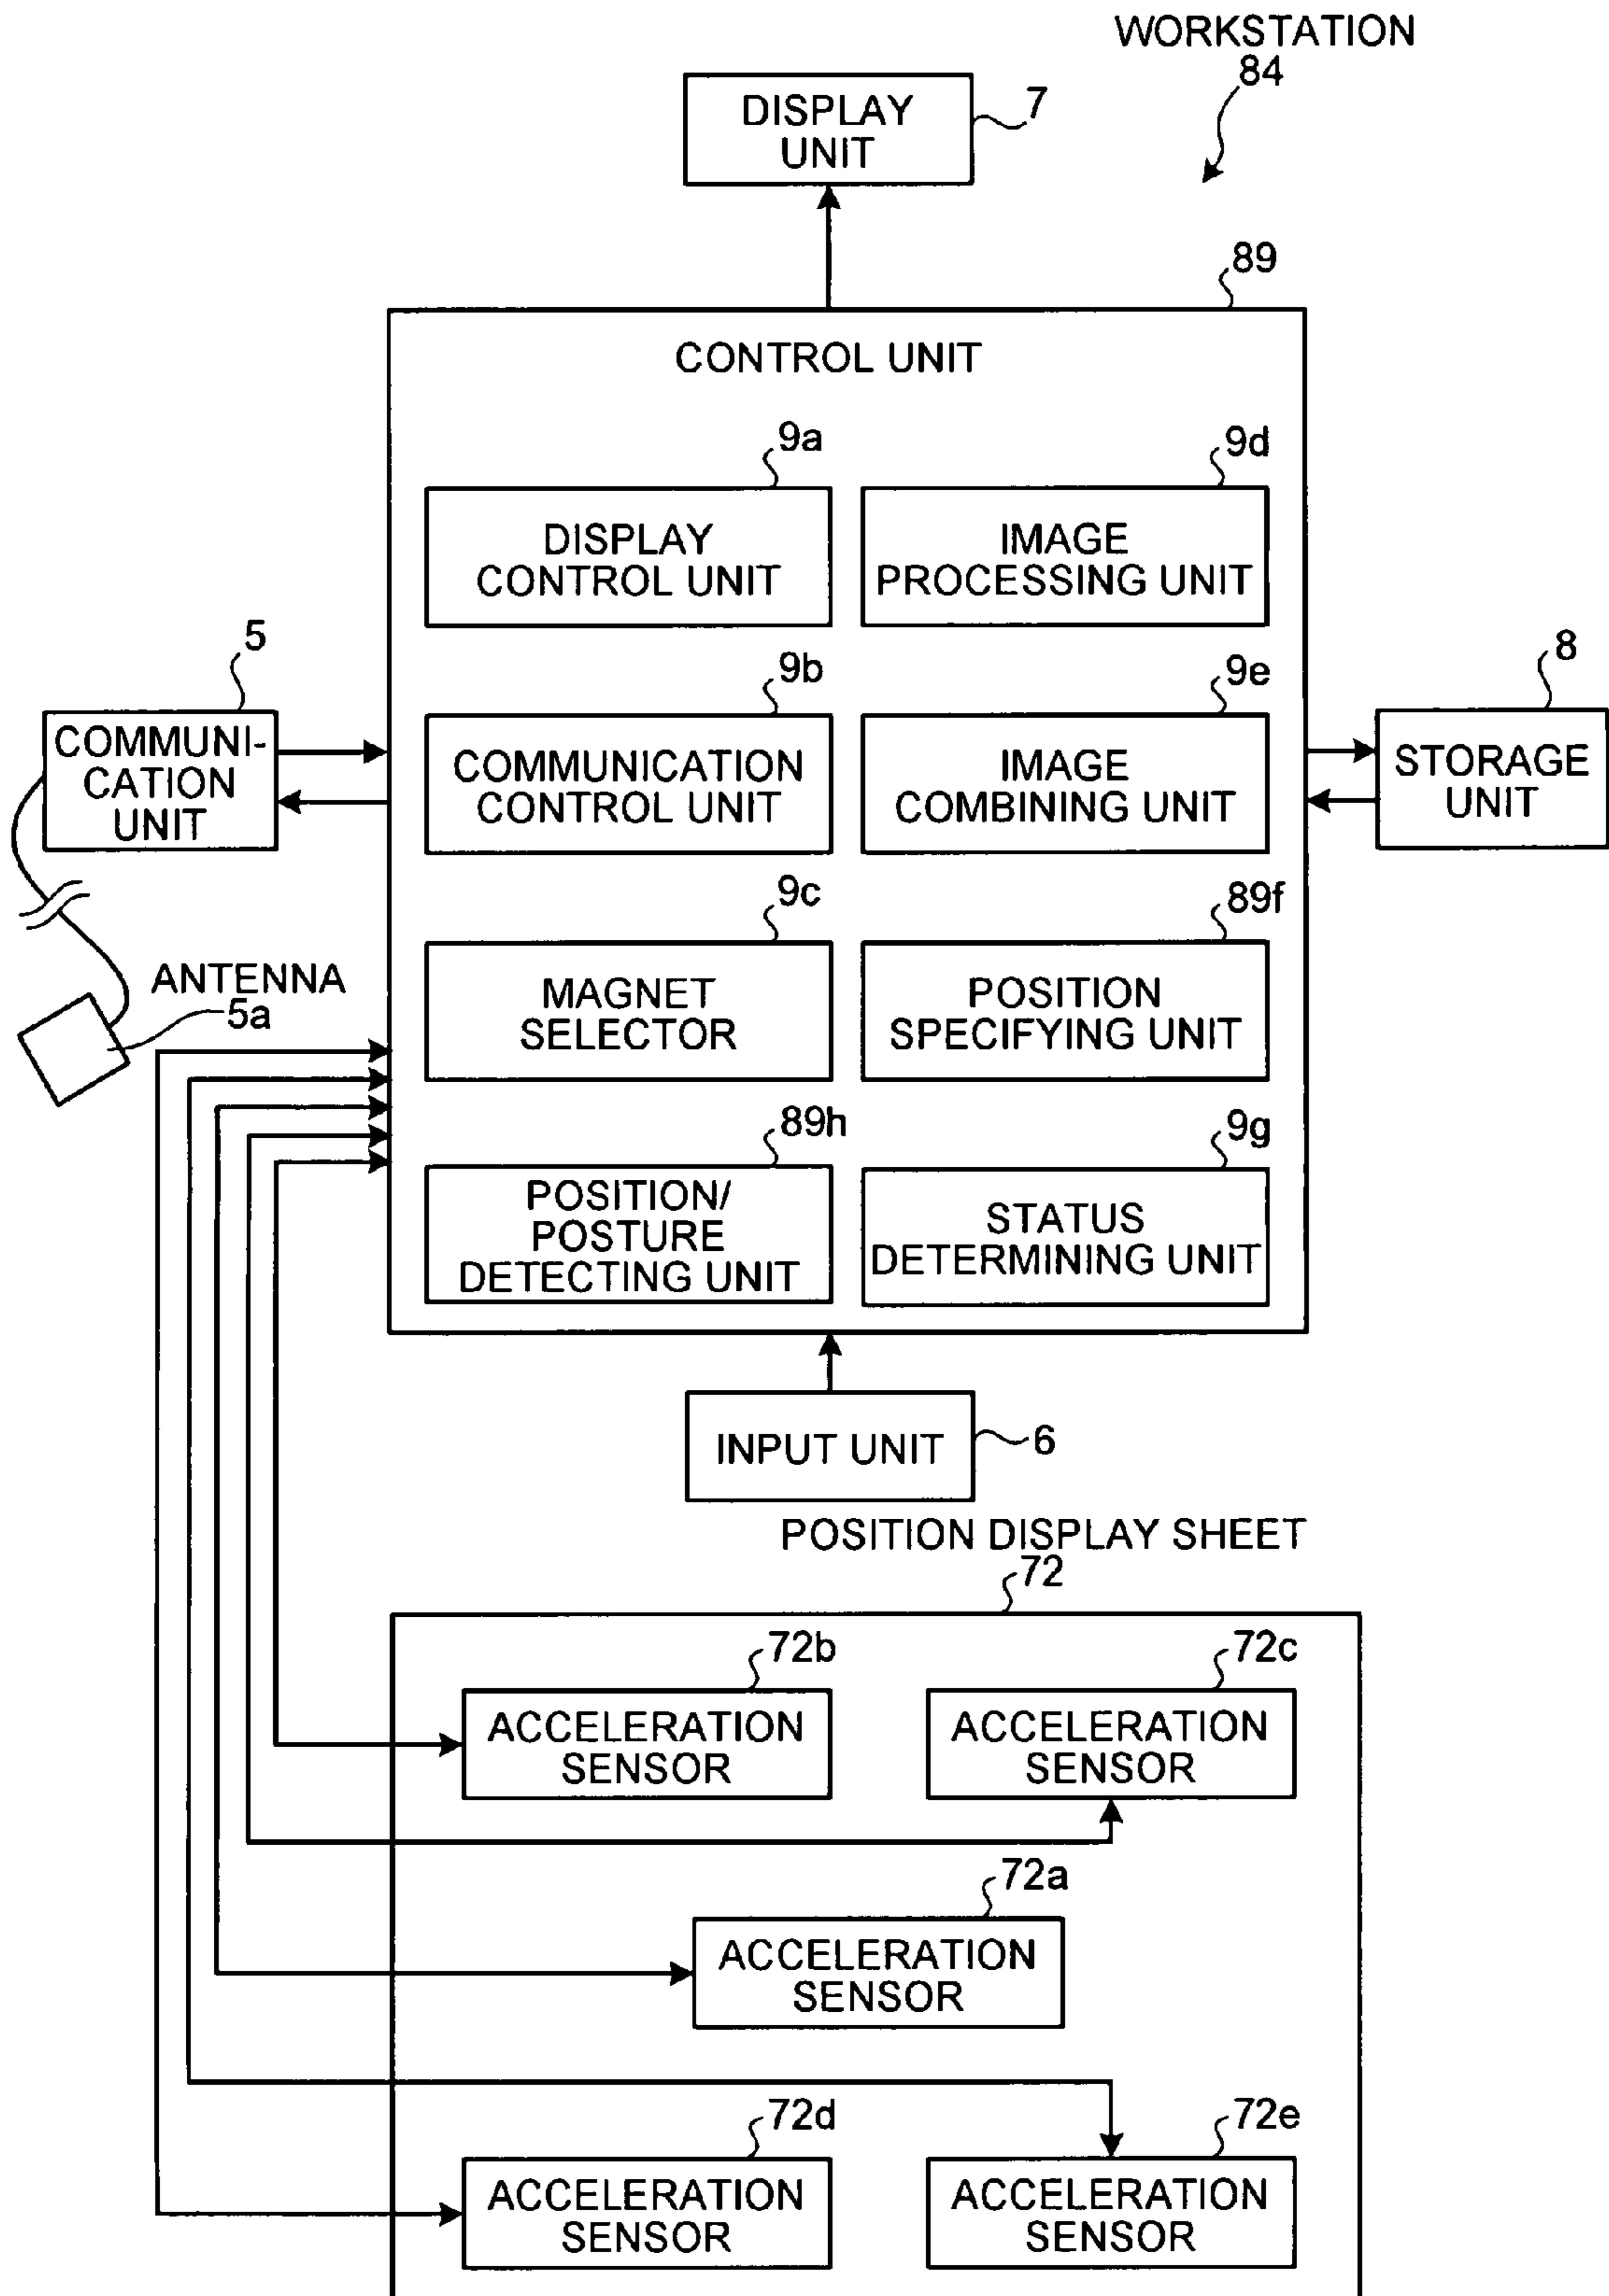 WORKSTATION
84
DISPLAY
UNIT
7
89
CONTROL UNIT
9a
DISPLAY
CONTROL UNIT
9d
IMAGE
PROCESSING UNIT
5
COMMUNI-
CATION
UNIT
9b
COMMUNICATION
CONTROL UNIT
9e
IMAGE
COMBINING UNIT
8
STORAGE
UNIT
ANTENNA
5a
9c
MAGNET
SELECTOR
89f
POSITION
SPECIFYING UNIT
89h
POSITION/
POSTURE
DETECTING UNIT
9g
STATUS
DETERMINING UNIT
INPUT UNIT
6
POSITION DISPLAY SHEET
72
72b
ACCELERATION
SENSOR
72c
ACCELERATION
SENSOR
72a
ACCELERATION
SENSOR
72d
ACCELERATION
SENSOR
72e
ACCELERATION
SENSOR